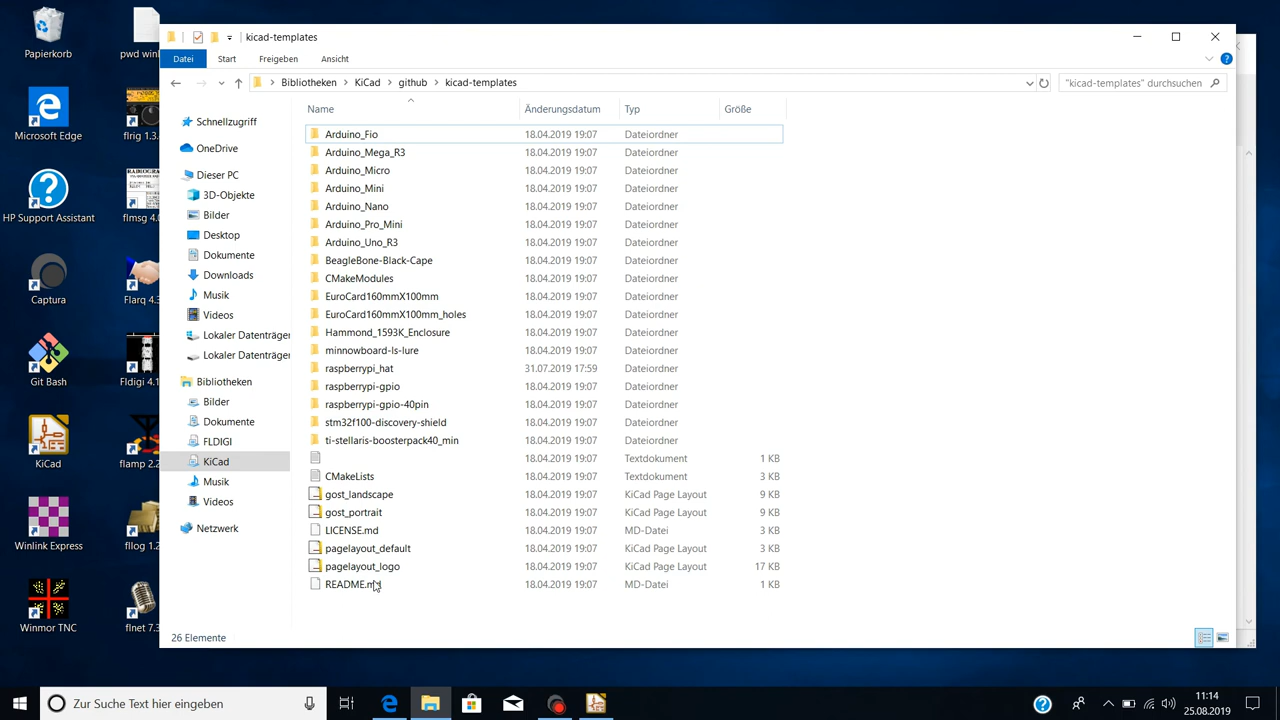 Papierkorb
pwd winl
Microsoft Edge
flrig 1.3.
HP Support Assistant
flmsg 4.0
Captura
Flarq 4.3
Git Bash
Fldigi 4.1
KiCad
flamp 2.2
Winlink Express
fllog 1.2
Winmor TNC
flnet 7.3
kicad-templates
Datei Start Freigeben Ansicht
Bibliotheken > KiCad > github > kicad-templates
"kicad-templates" durchsuchen
Schnellzugriff
OneDrive
Dieser PC
3D-Objekte
Bilder
Desktop
Dokumente
Downloads
Musik
Videos
Lokaler Datenträger
Lokaler Datenträger
Bibliotheken
Bilder
Dokumente
FLDIGI
KiCad
Musik
Videos
Netzwerk
Name Änderungsdatum Typ Größe
Arduino_Fio 18.04.2019 19:07 Dateiordner
Arduino_Mega_R3 18.04.2019 19:07 Dateiordner
Arduino_Micro 18.04.2019 19:07 Dateiordner
Arduino_Mini 18.04.2019 19:07 Dateiordner
Arduino_Nano 18.04.2019 19:07 Dateiordner
Arduino_Pro_Mini 18.04.2019 19:07 Dateiordner
Arduino_Uno_R3 18.04.2019 19:07 Dateiordner
BeagleBone-Black-Cape 18.04.2019 19:07 Dateiordner
CMakeModules 18.04.2019 19:07 Dateiordner
EuroCard160mmX100mm 18.04.2019 19:07 Dateiordner
EuroCard160mmX100mm_holes 18.04.2019 19:07 Dateiordner
Hammond_1593K_Enclosure 18.04.2019 19:07 Dateiordner
minnowboard-ls-lure 18.04.2019 19:07 Dateiordner
raspberrypi_hat 31.07.2019 17:59 Dateiordner
raspberrypi-gpio 18.04.2019 19:07 Dateiordner
raspberrypi-gpio-40pin 18.04.2019 19:07 Dateiordner
stm32f100-discovery-shield 18.04.2019 19:07 Dateiordner
ti-stellaris-boosterpack40_min 18.04.2019 19:07 Dateiordner
18.04.2019 19:07 Textdokument 1 KB
CMakeLists 18.04.2019 19:07 Textdokument 3 KB
gost_landscape 18.04.2019 19:07 KiCad Page Layout 9 KB
gost_portrait 18.04.2019 19:07 KiCad Page Layout 9 KB
LICENSE.md 18.04.2019 19:07 MD-Datei 3 KB
pagelayout_default 18.04.2019 19:07 KiCad Page Layout 3 KB
pagelayout_logo 18.04.2019 19:07 KiCad Page Layout 17 KB
README.md 18.04.2019 19:07 MD-Datei 1 KB
26 Elemente
Zur Suche Text hier eingeben
11:14
25.08.2019